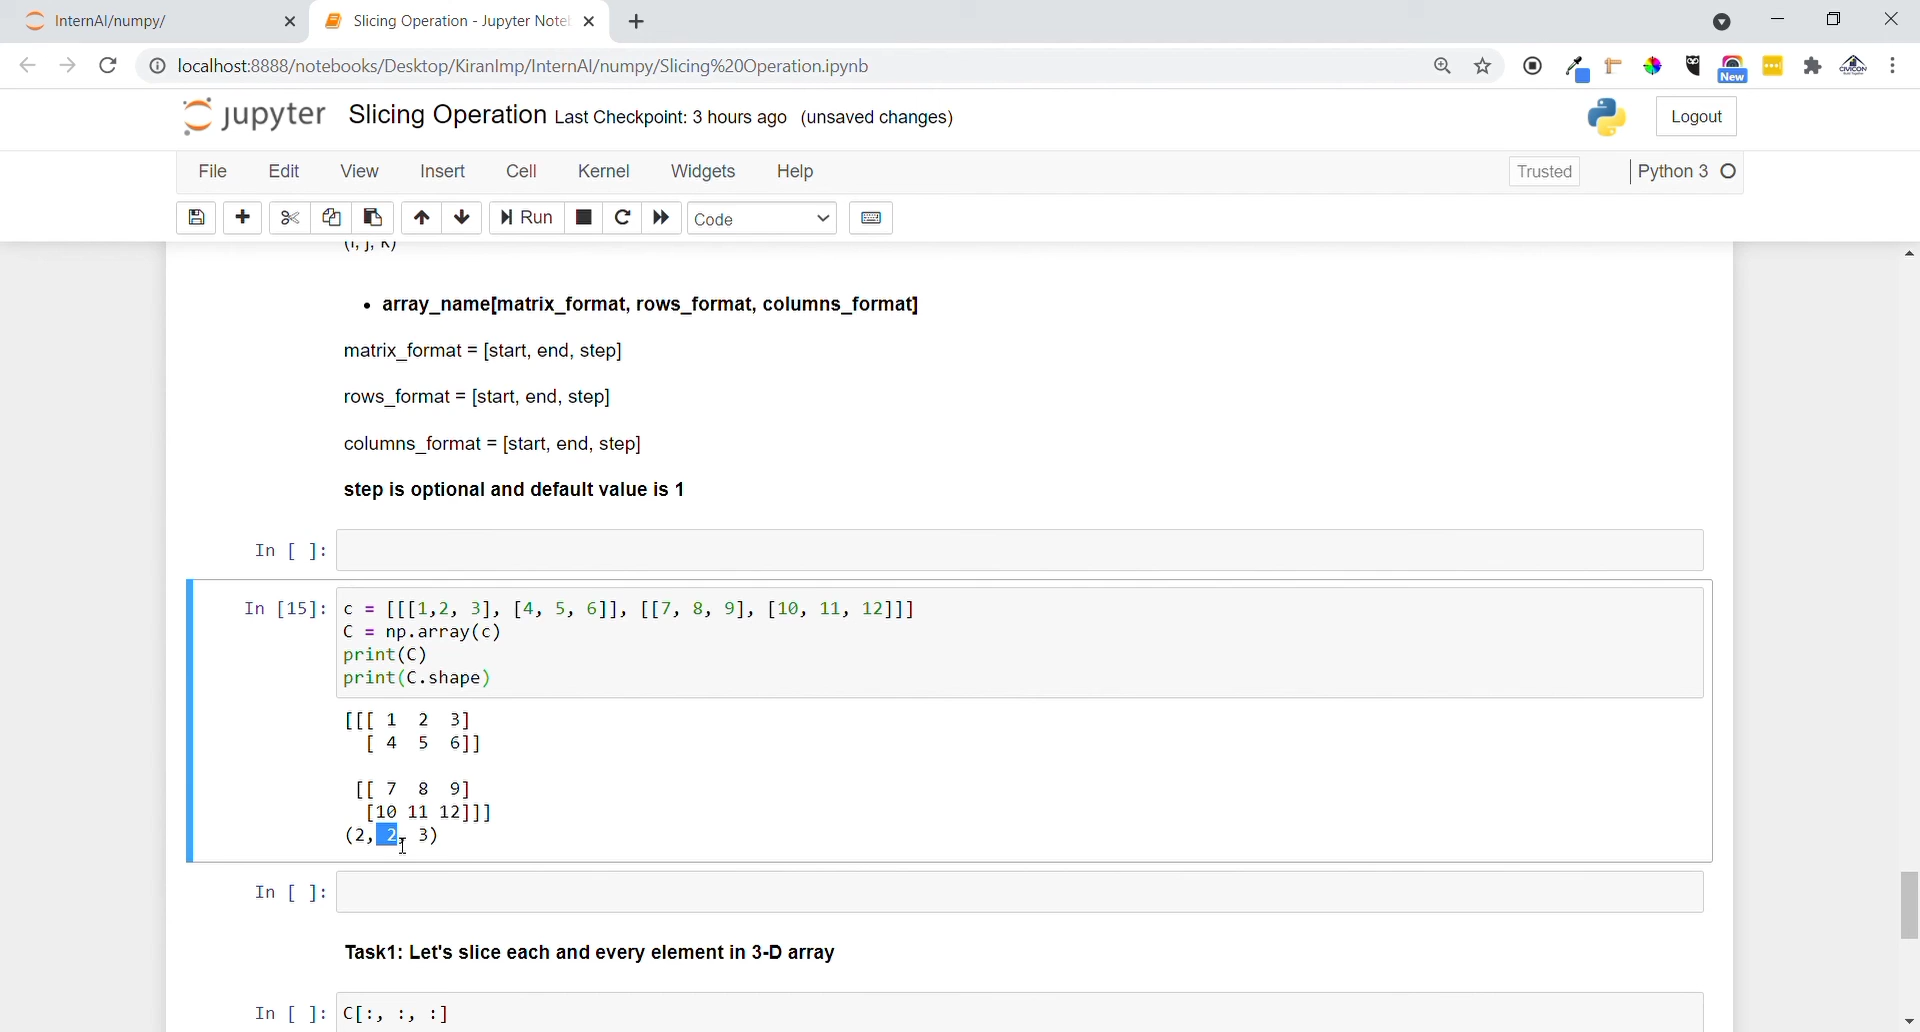 InternAI/numpy/
Slicing Operation - Jupyter Note
localhost:8888/notebooks/Desktop/KiranImp/InternAI/numpy/Slicing%20Operation.ipynb
New
CIVICON
jupyter Slicing Operation Last Checkpoint: 3 hours ago (unsaved changes)
Logout
File Edit View Insert Cell Kernel Widgets Help
Trusted
Python 3
Run
Code
(i, j, k)
• array_name[matrix_format, rows_format, columns_format]
matrix_format = [start, end, step]
rows_format = [start, end, step]
columns_format = [start, end, step]
step is optional and default value is 1
In [ ]:
In [15]: c = [[[1,2, 3], [4, 5, 6]], [[7, 8, 9], [10, 11, 12]]]
C = np.array(c)
print(C)
print(C.shape)
[[[ 1 2 3]
[ 4 5 6]]
[[ 7 8 9]
[10 11 12]]]
(2, 2, 3)
In [ ]:
Task1: Let's slice each and every element in 3-D array
In [ ]: C[:, :, :]